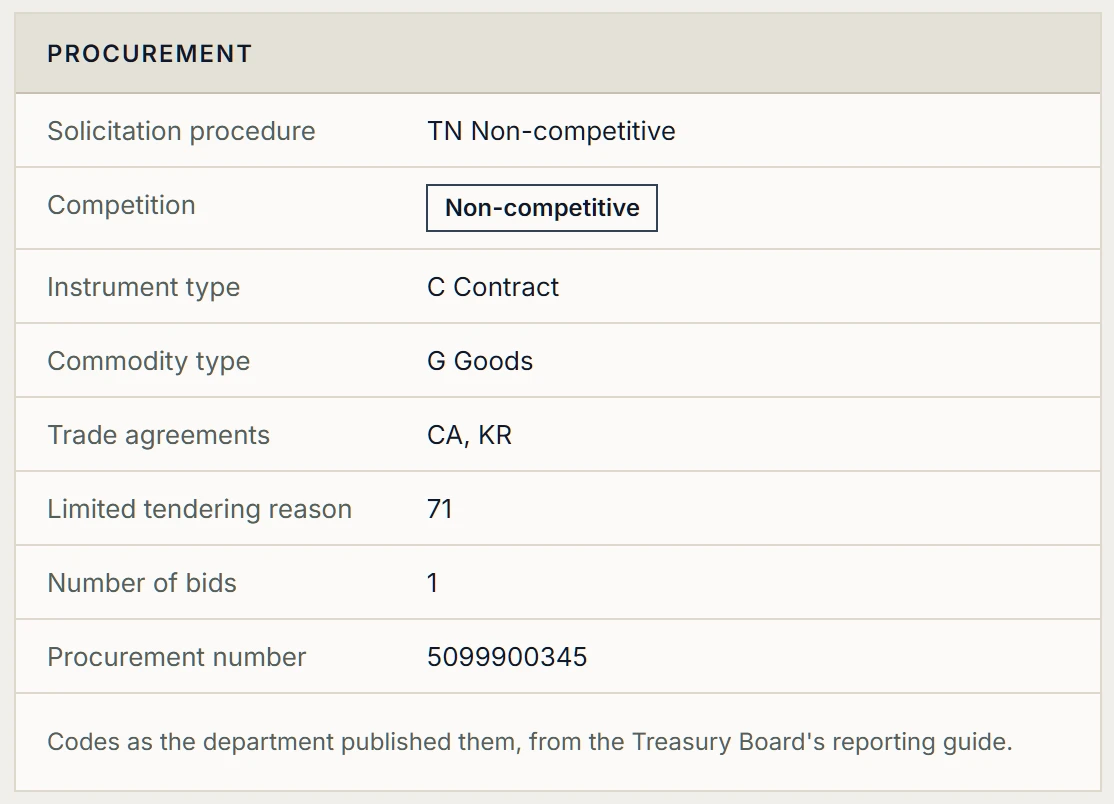 PROCUREMENT
Solicitation procedure TN Non-competitive
Competition Non-competitive
Instrument type C Contract
Commodity type G Goods
Trade agreements CA, KR
Limited tendering reason 71
Number of bids 1
Procurement number 5099900345
Codes as the department published them, from the Treasury Board's reporting guide.